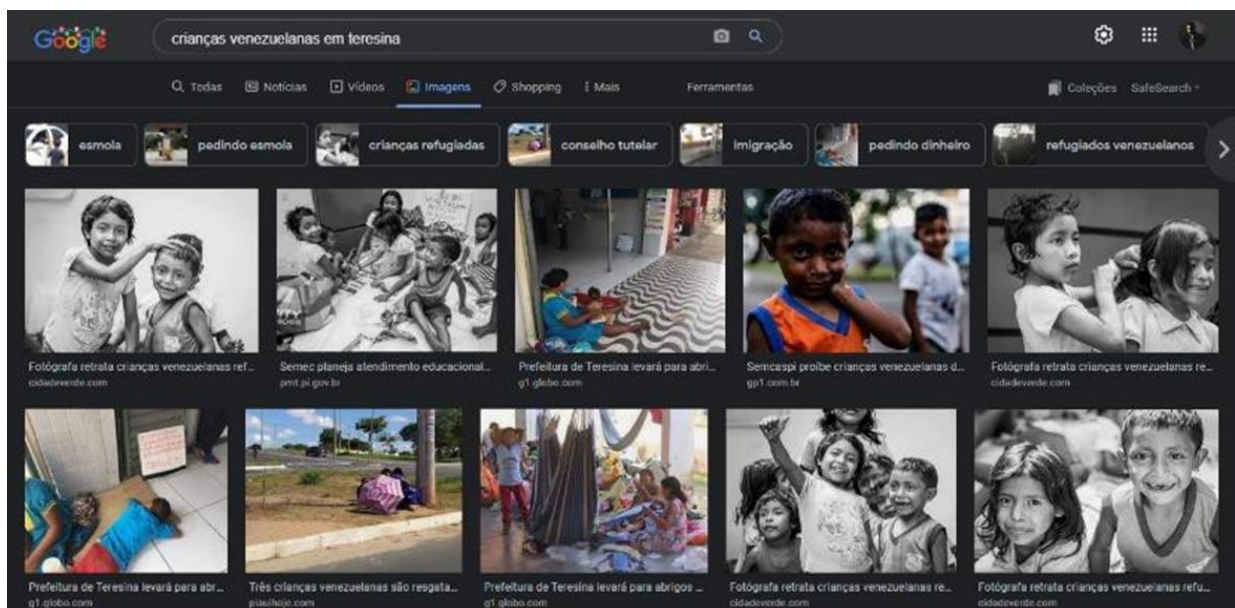 Google
crianças venezuelanas em teresina
Todas Notícias Vídeos Imagens Shopping Mais Ferramentas Coleções SafeSearch
esmola pedindo esmola crianças refugiadas conselho tutelar imigração pedindo dinheiro refugiados venezuelanos
Fotógrafa retrata crianças venezuelanas ref...
cidadeverde.com
Semec planeja atendimento educacional...
pmt.pi.gov.br
Prefeitura de Teresina levará para abri...
g1.globo.com
Semcaspi proíbe crianças venezuelanas d...
gp1.com.br
Fotógrafa retrata crianças venezuelanas re...
cidadeverde.com
Prefeitura de Teresina levará para abr...
g1.globo.com
Três crianças venezuelanas são resgata...
piauihoje.com
Prefeitura de Teresina levará para abrigos ...
g1.globo.com
Fotógrafa retrata crianças venezuelanas re...
cidadeverde.com
Fotógrafa retrata crianças venezuelanas refu...
cidadeverde.com